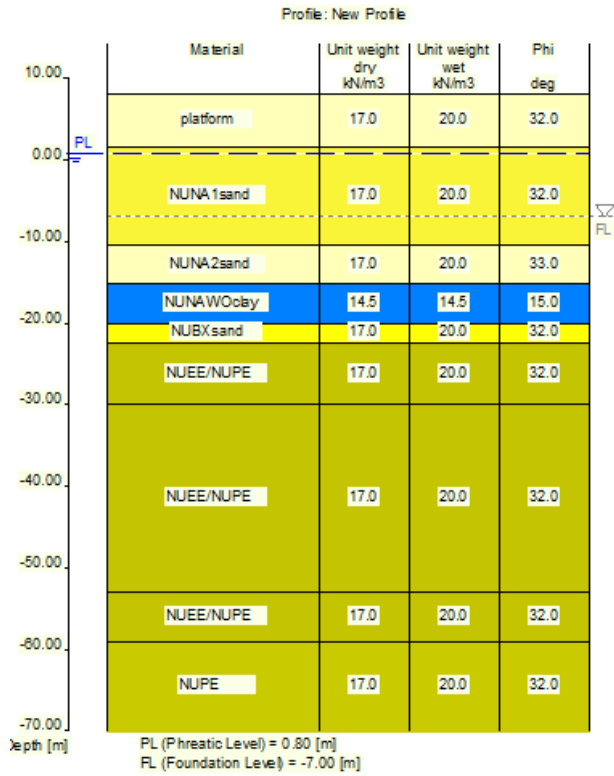 Profile: New Profile
Material Unit weight dry kN/m3 Unit weight wet kN/m3 Phi deg
10.00
platform 17.0 20.0 32.0
PL
0.00
NUNA1sand 17.0 20.0 32.0
FL
-10.00
NUNA2sand 17.0 20.0 33.0
NUNAWOclay 14.5 14.5 15.0
-20.00
NUBXsand 17.0 20.0 32.0
NUEE/NUPE 17.0 20.0 32.0
-30.00
-40.00
NUEE/NUPE 17.0 20.0 32.0
-50.00
NUEE/NUPE 17.0 20.0 32.0
-60.00
NUPE 17.0 20.0 32.0
-70.00
Depth [m]
PL (Phreatic Level) = 0.80 [m]
FL (Foundation Level) = -7.00 [m]